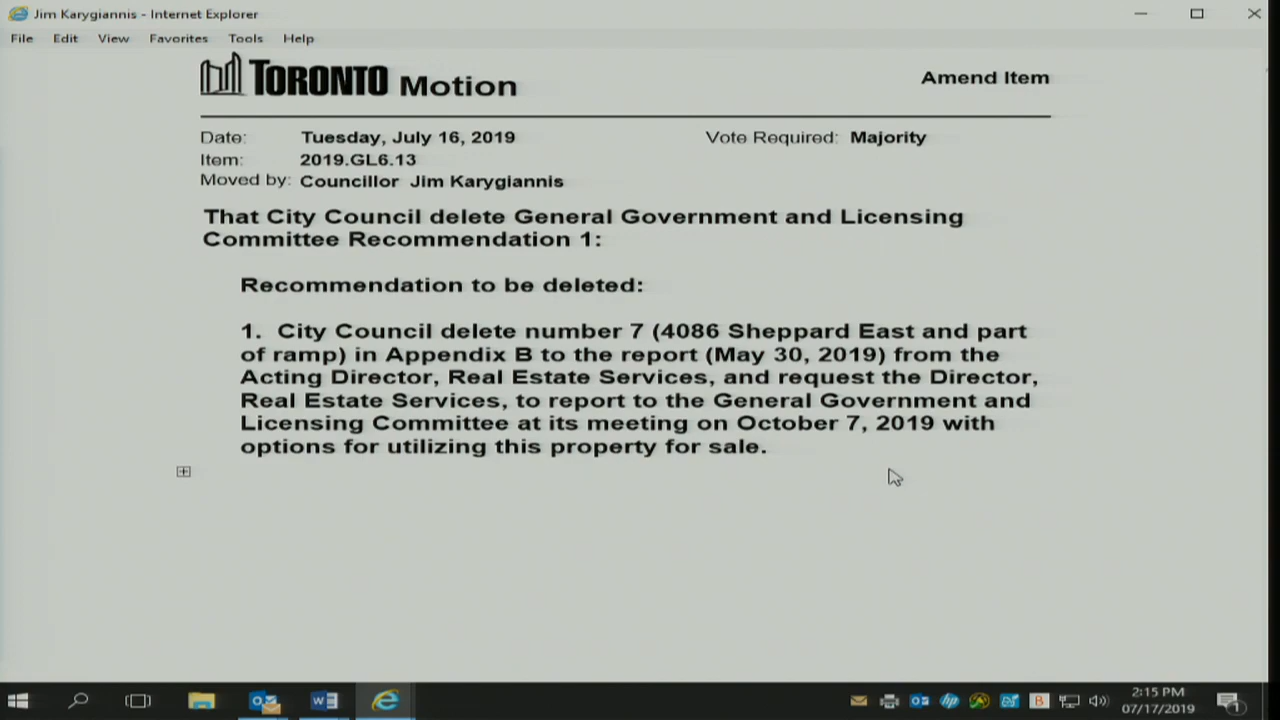 Jim Karygiannis - Internet Explorer
File Edit View Favorites Tools Help
TORONTO Motion
Amend Item
Date: Tuesday, July 16, 2019 Vote Required: Majority
Item: 2019.GL6.13
Moved by: Councillor Jim Karygiannis
That City Council delete General Government and Licensing
Committee Recommendation 1:
Recommendation to be deleted:
1. City Council delete number 7 (4086 Sheppard East and part
of ramp) in Appendix B to the report (May 30, 2019) from the
Acting Director, Real Estate Services, and request the Director,
Real Estate Services, to report to the General Government and
Licensing Committee at its meeting on October 7, 2019 with
options for utilizing this property for sale.
2:15 PM
07/17/2019
1